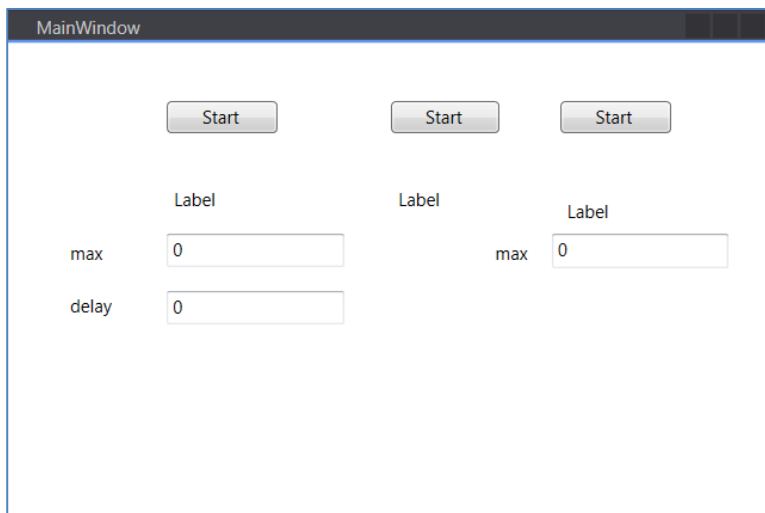 MainWindow
Start Start Start
Label Label
Label
max 0 max 0
delay 0